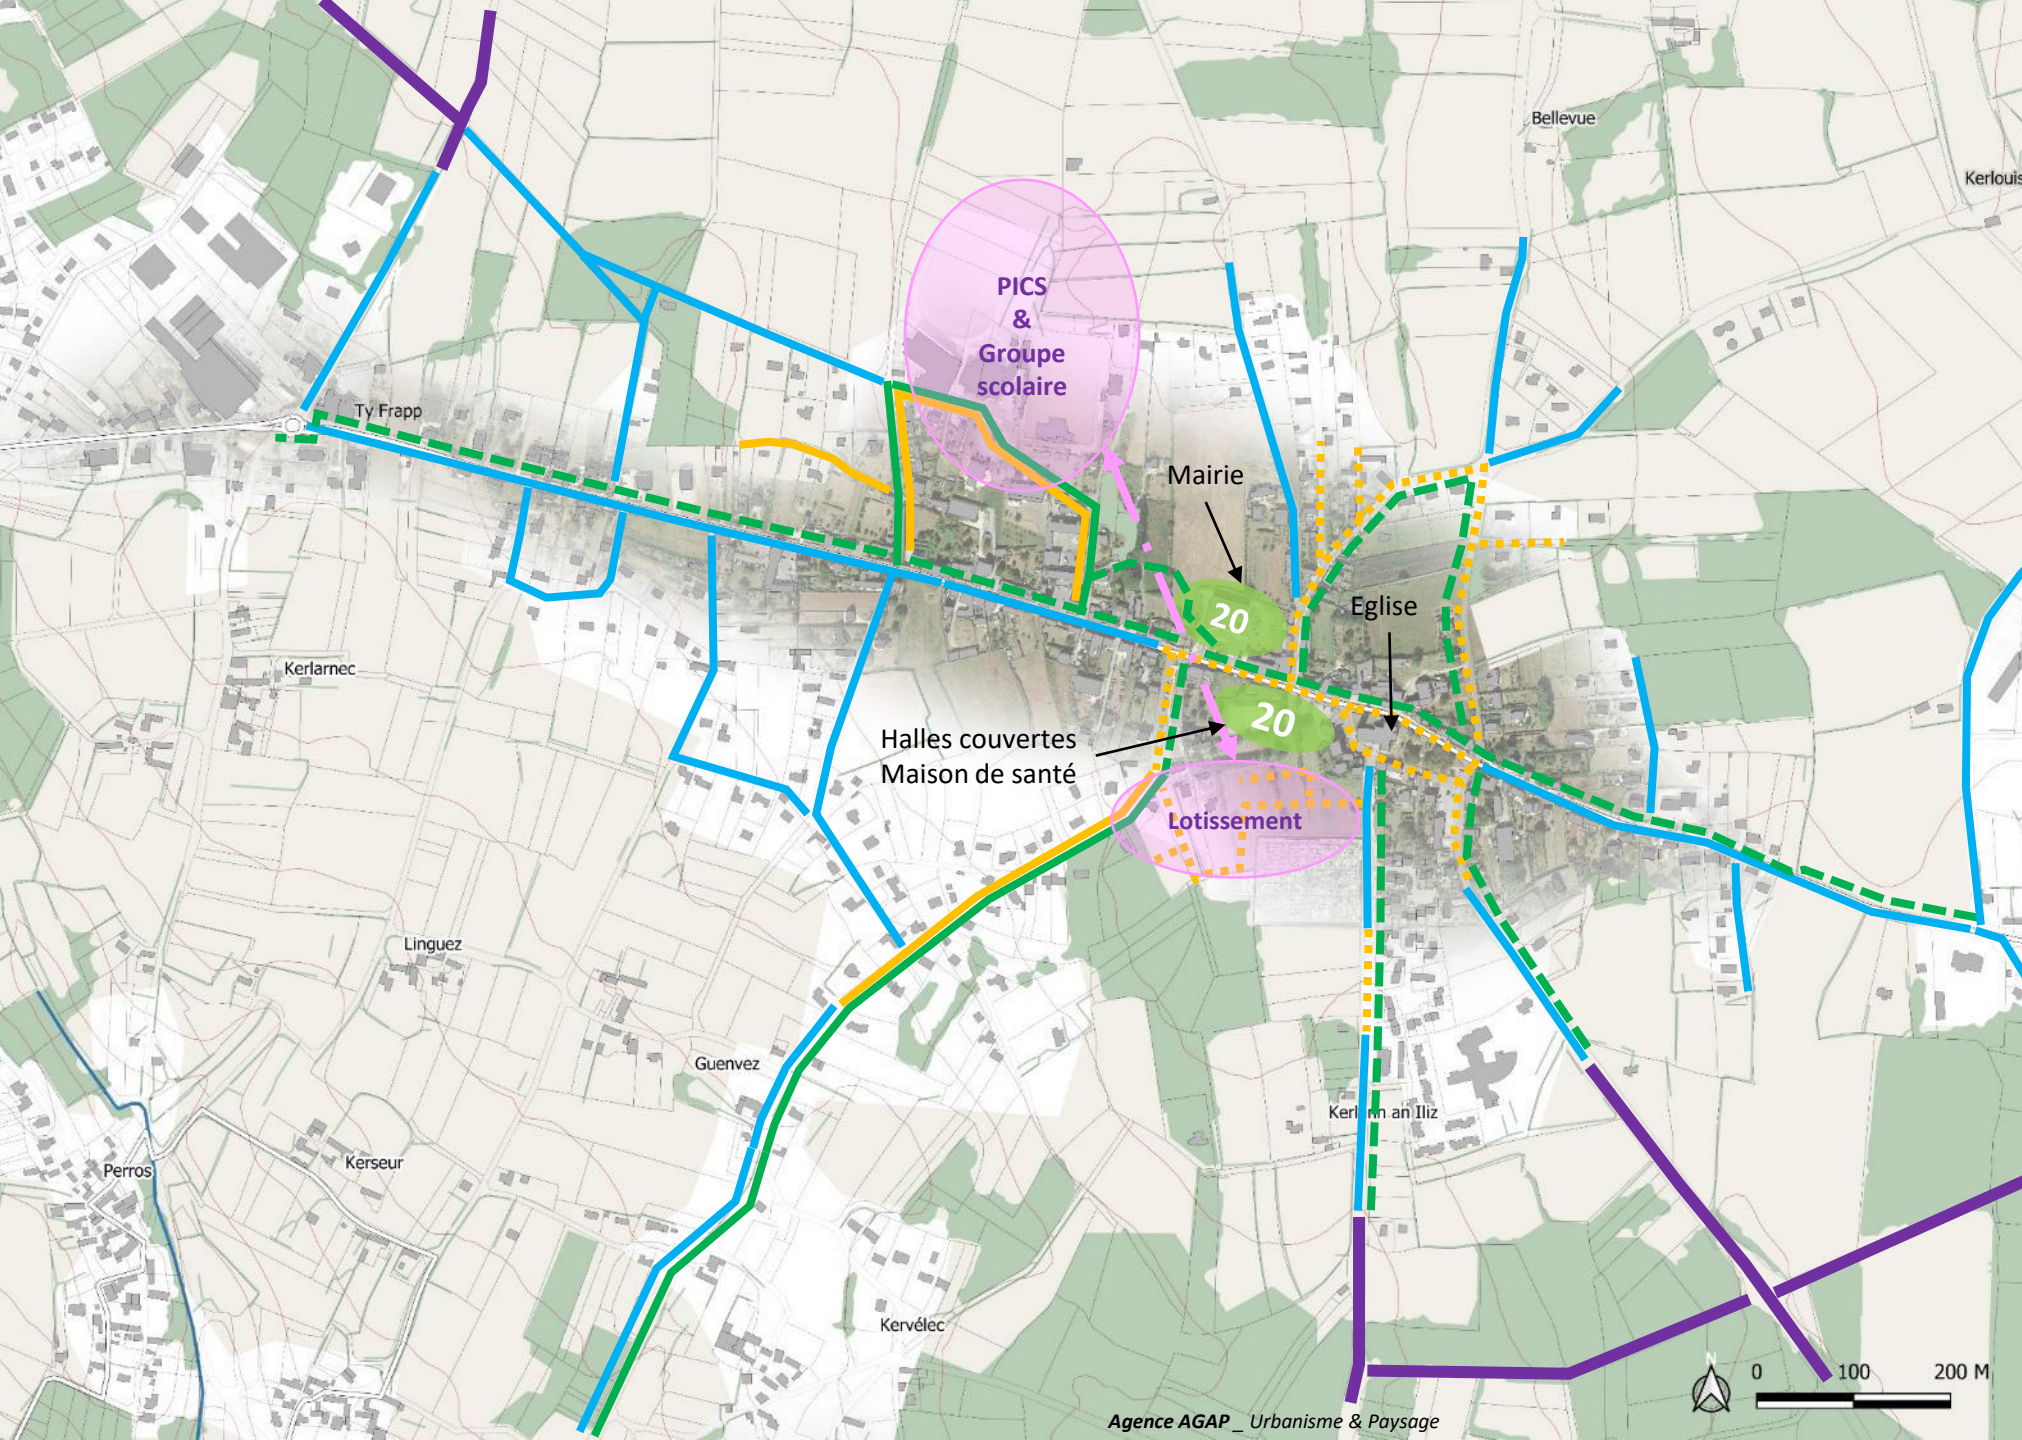 Bellevue
Kerlouis
PICS
&
Groupe
scolaire
Ty Frapp
Mairie
20
Eglise
Kerlarnec
20
Halles couvertes
Maison de santé
Lotissement
Linguez
Guenvez
an Iliz
Perros
Kerseur
Kervélec
N
0 100 200 M
Agence AGAP _ Urbanisme & Paysage